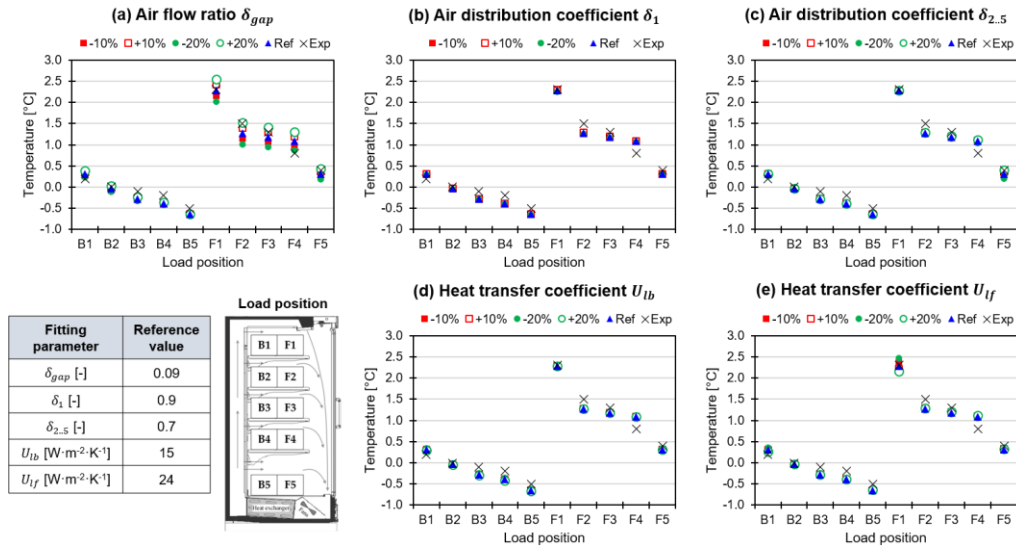 (a) Air flow ratio δgap
-10% +10% -20% +20% Ref Exp
Temperature [°C]
3.0
2.5
2.0
1.5
1.0
0.5
0.0
-0.5
-1.0
B1 B2 B3 B4 B5 F1 F2 F3 F4 F5
Load position
(b) Air distribution coefficient δ1
-10% +10% Ref Exp
Temperature [°C]
3.0
2.5
2.0
1.5
1.0
0.5
0.0
-0.5
-1.0
B1 B2 B3 B4 B5 F1 F2 F3 F4 F5
Load position
(c) Air distribution coefficient δ2..5
-10% +10% -20% +20% Ref Exp
Temperature [°C]
3.0
2.5
2.0
1.5
1.0
0.5
0.0
-0.5
-1.0
B1 B2 B3 B4 B5 F1 F2 F3 F4 F5
Load position
Fitting parameter Reference value
δgap [-] 0.09
δ1 [-] 0.9
δ2..5 [-] 0.7
Ulb [W·m-2·K-1] 15
Ulf [W·m-2·K-1] 24
Load position
B1 F1
B2 F2
B3 F3
B4 F4
B5 F5
Heat exchanger
(d) Heat transfer coefficient Ulb
-10% +10% -20% +20% Ref Exp
Temperature [°C]
3.0
2.5
2.0
1.5
1.0
0.5
0.0
-0.5
-1.0
B1 B2 B3 B4 B5 F1 F2 F3 F4 F5
Load position
(e) Heat transfer coefficient Ulf
-10% +10% -20% +20% Ref Exp
Temperature [°C]
3.0
2.5
2.0
1.5
1.0
0.5
0.0
-0.5
-1.0
B1 B2 B3 B4 B5 F1 F2 F3 F4 F5
Load position